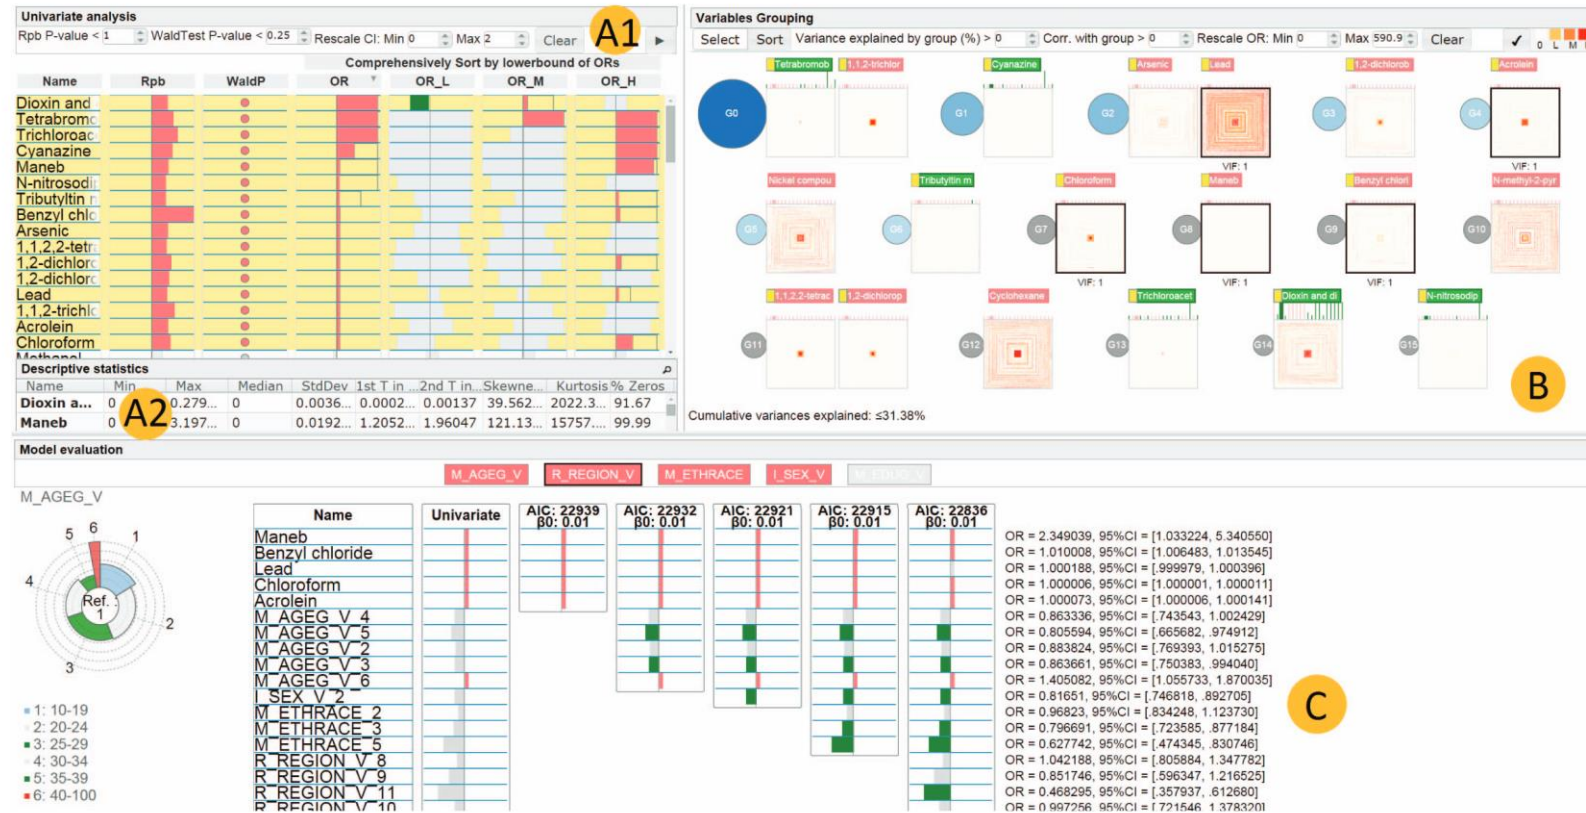 Univariate analysis
Rpb P-value < 1 WaldTest P-value < 0.25 Rescale CI: Min 0 Max 2 Clear
A1
Comprehensively Sort by lowerbound of ORs
Name Rpb WaldP OR OR_L OR_M OR_H
Dioxin and
Tetrabromo
Trichloroac
Cyanazine
Maneb
N-nitrosodi
Tributyltin
Benzyl chlo
Arsenic
1,1,2,2-tetra
1,2-dichlorc
1,2-dichlorc
Lead
1,1,2-trichlc
Acrolein
Chloroform
Methanol
Descriptive statistics
Name Min Max Median StdDev 1st T in ... 2nd T in... Skewne... Kurtosis % Zeros
Dioxin a... 0 0.279... 0 0.0036... 0.0002... 0.00137 39.562... 2022.3... 91.67
Maneb 0 3.197... 0 0.0192... 1.2052... 1.96047 121.13... 15757.... 99.99
A2
Variables Grouping
Select Sort Variance explained by group (%) > 0 Corr. with group > 0 Rescale OR: Min 0 Max 590.9 Clear ✓ 0 L M
Tetrabromob 1,1,2-trichlor Cyanazine Arsenic Lead 1,2-dichlorob Acrolein
G0 G1 G2 G3 G4
VIF: 1 VIF: 1
Nickel compou Tributyltin m Chloroform Maneb Benzyl chlori N-methyl-2-pyr
G5 G6 G7 G8 G9 G10
VIF: 1 VIF: 1 VIF: 1
1,1,2,2-tetrac 1,2-dichlorop Cyclohexane Trichloroacet Dioxin and di N-nitrosodip
G11 G12 G13 G14 G15
B
Cumulative variances explained: ≤31.38%
Model evaluation
M_AGEG_V R_REGION_V M_ETHRACE I_SEX_V M_EDUG_V
M_AGEG_V
6
5 1
4
Ref. :
1
2
3
1: 10-19
2: 20-24
3: 25-29
4: 30-34
5: 35-39
6: 40-100
Name Univariate AIC: 22939 AIC: 22932 AIC: 22921 AIC: 22915 AIC: 22836
β0: 0.01 β0: 0.01 β0: 0.01 β0: 0.01 β0: 0.01
Maneb OR = 2.349039, 95%CI = [1.033224, 5.340550]
Benzyl chloride OR = 1.010008, 95%CI = [1.006483, 1.013545]
Lead OR = 1.000188, 95%CI = [.999979, 1.000396]
Chloroform OR = 1.000006, 95%CI = [1.000001, 1.000011]
Acrolein OR = 1.000073, 95%CI = [1.000006, 1.000141]
M_AGEG_V_4 OR = 0.863336, 95%CI = [.743543, 1.002429]
M_AGEG_V_5 OR = 0.805594, 95%CI = [.665682, .974912]
M_AGEG_V_2 OR = 0.883824, 95%CI = [.769393, 1.015275]
M_AGEG_V_3 OR = 0.863661, 95%CI = [.750383, .994040]
M_AGEG_V_6 OR = 1.405082, 95%CI = [1.055733, 1.870035]
I_SEX_V_2 OR = 0.81651, 95%CI = [.746818, .892705]
M_ETHRACE_2 OR = 0.96823, 95%CI = [.834248, 1.123730]
M_ETHRACE_3 OR = 0.796691, 95%CI = [.723585, .877184]
M_ETHRACE_5 OR = 0.627742, 95%CI = [.474345, .830746]
R_REGION_V_8 OR = 1.042188, 95%CI = [.805884, 1.347782]
R_REGION_V_9 OR = 0.851746, 95%CI = [.596347, 1.216525]
R_REGION_V_11 OR = 0.468295, 95%CI = [.357937, .612680]
R_REGION_V_10 OR = 0.997256, 95%CI = [.721546, 1.378320]
C